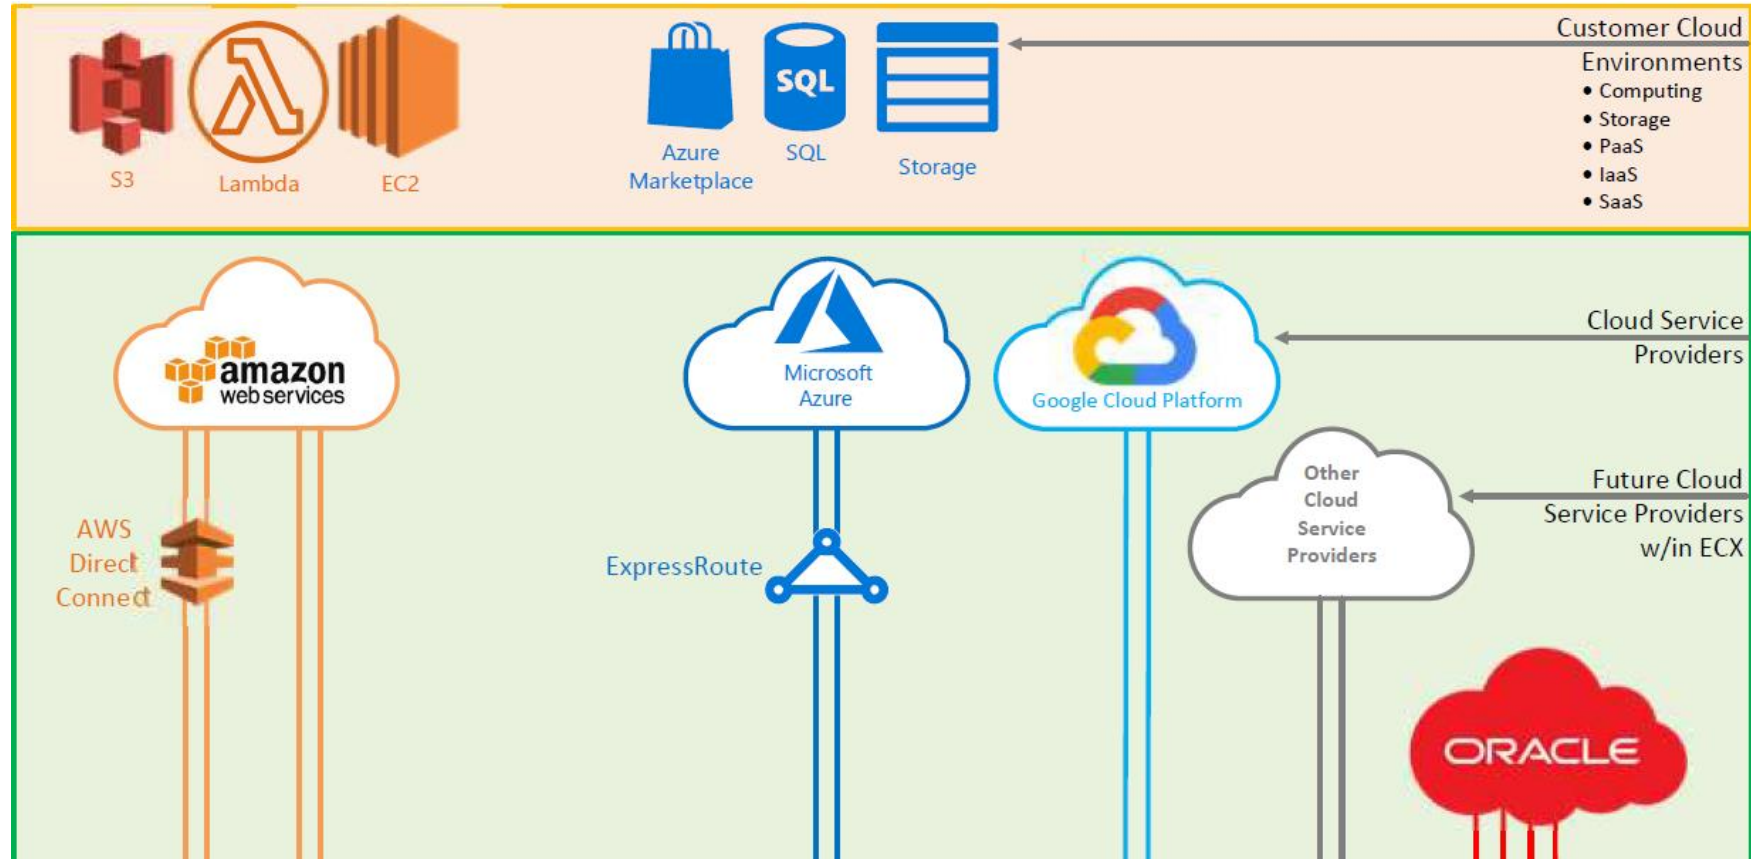 S3
Lambda
EC2
Azure
Marketplace
SQL
SQL
Storage
Customer Cloud
Environments
• Computing
• Storage
• PaaS
• IaaS
• SaaS
amazon
web services
Microsoft
Azure
Google Cloud Platform
Cloud Service
Providers
Other
Cloud
Service
Providers
Future Cloud
Service Providers
w/in ECX
AWS
Direct
Connect
ExpressRoute
ORACLE